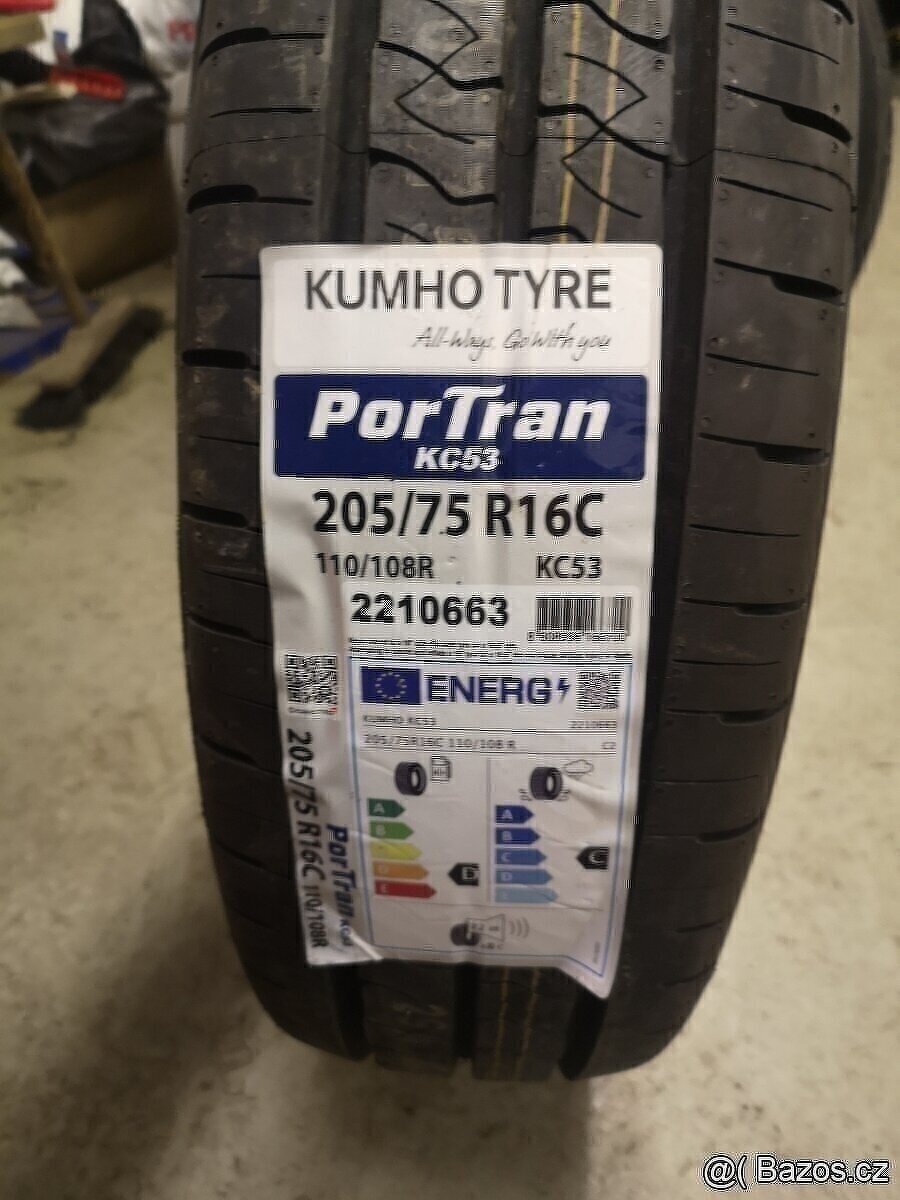 KUMHO TYRE
All-Ways, Go With you
PorTran
KC53
205/75 R16C
110/108R KC53
2210663
ENERG
KUMHO KC53 2210663
205/75R16C 110/108 R C2
A
B
D
E
D
A
B
C
D
C
205/75 R16C 110/108R
PorTran KC53
@( Bazos.cz